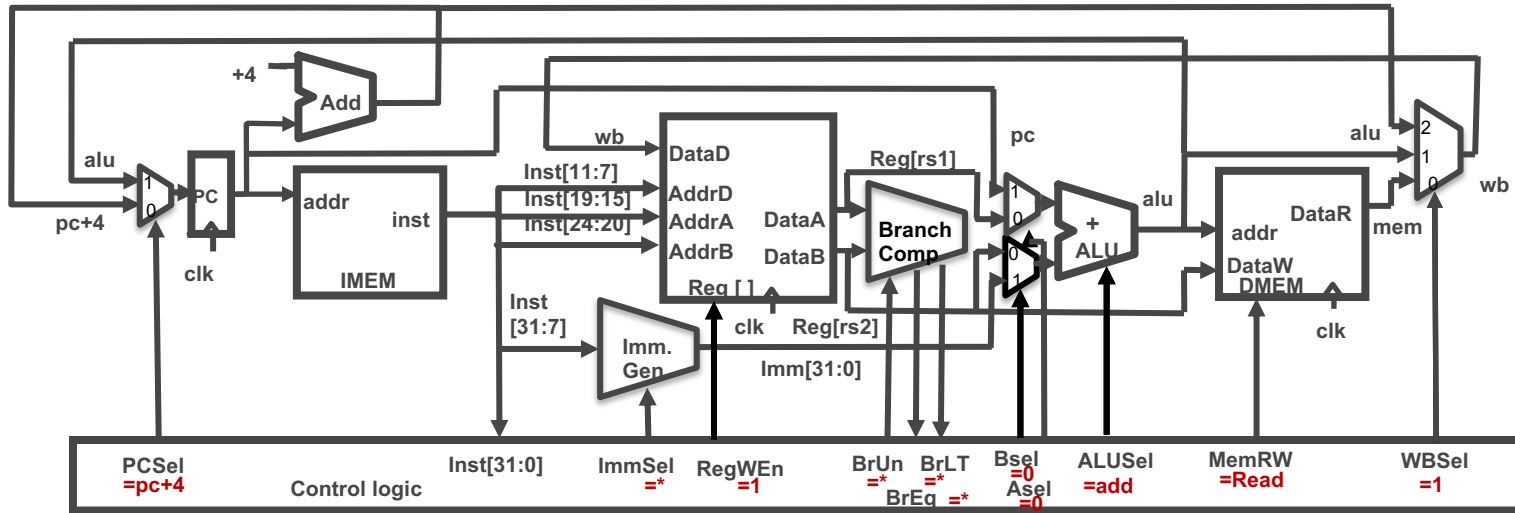 +4
Add
wb
pc
alu
2
1
0
wb
alu
1
0
pc+4
PC
clk
addr
inst
IMEM
Inst[11:7]
Inst[19:15]
Inst[24:20]
DataD
AddrD
AddrA
AddrB
DataA
DataB
Reg [ ]
clk
Reg[rs1]
Branch
Comp
Reg[rs2]
1
0
0
1
+
ALU
alu
addr
DataW
DataR
DMEM
clk
mem
Inst
[31:7]
Imm.
Gen
Imm[31:0]
PCSel
=pc+4
Inst[31:0]
ImmSel
=*
RegWEn
=1
BrUn
=*
BrLT
=*
BrEq =*
Bsel
=0
Asel
=0
ALUSel
=add
MemRW
=Read
WBSel
=1
Control logic